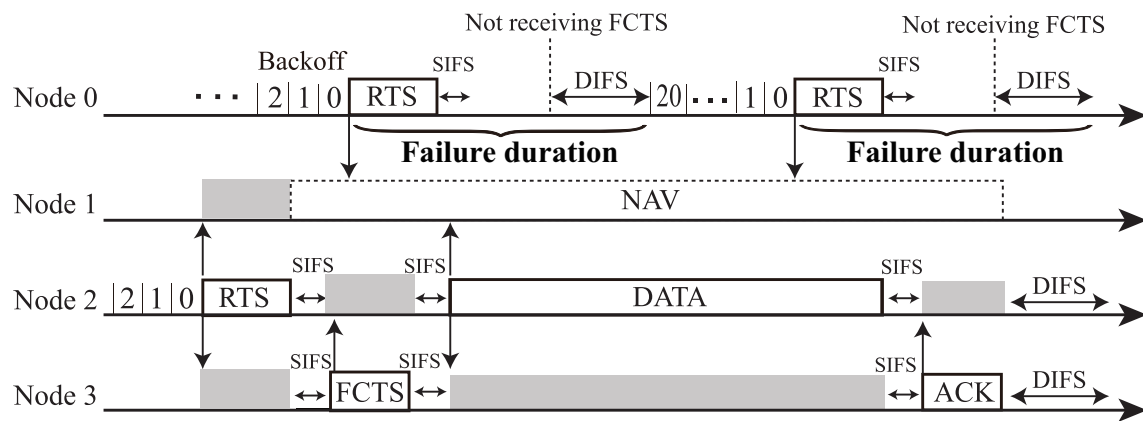 Not receiving FCTS Not receiving FCTS
Backoff SIFS SIFS
Node 0 ... 2 1 0 RTS DIFS 20 ... 1 0 RTS DIFS
Failure duration Failure duration
Node 1 NAV
SIFS SIFS SIFS
Node 2 2 1 0 RTS DATA DIFS
SIFS SIFS SIFS
Node 3 FCTS ACK DIFS